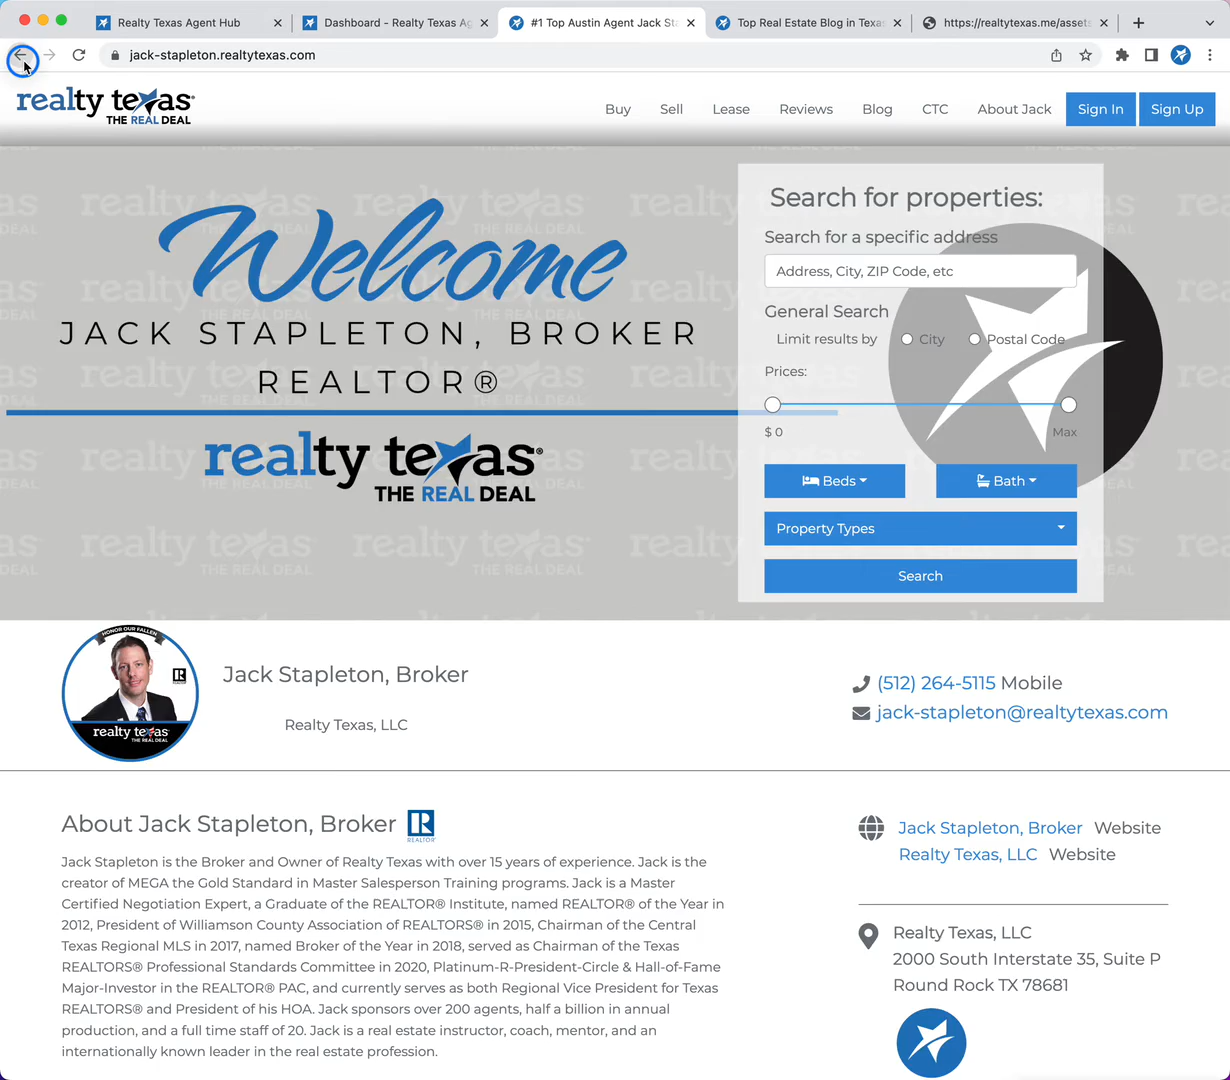 Realty Texas Agent Hub
Dashboard - Realty Texas Ag
#1 Top Austin Agent Jack Sta
Top Real Estate Blog in Texas
https://realtytexas.me/assets
jack-stapleton.realtytexas.com
realty texas
THE REAL DEAL
Buy
Sell
Lease
Reviews
Blog
CTC
About Jack
Sign In
Sign Up
Welcome
JACK STAPLETON, BROKER
REALTOR®
realty texas®
THE REAL DEAL
Search for properties:
Search for a specific address
Address, City, ZIP Code, etc
General Search
Limit results by
City
Postal Code
Prices:
$ 0
Max
Beds
Bath
Property Types
Search
HONOR OUR FALLEN
realty texas
THE REAL DEAL
Jack Stapleton, Broker
Realty Texas, LLC
(512) 264-5115 Mobile
jack-stapleton@realtytexas.com
About Jack Stapleton, Broker
REALTOR
Jack Stapleton is the Broker and Owner of Realty Texas with over 15 years of experience. Jack is the
creator of MEGA the Gold Standard in Master Salesperson Training programs. Jack is a Master
Certified Negotiation Expert, a Graduate of the REALTOR® Institute, named REALTOR® of the Year in
2012, President of Williamson County Association of REALTORS® in 2015, Chairman of the Central
Texas Regional MLS in 2017, named Broker of the Year in 2018, served as Chairman of the Texas
REALTORS® Professional Standards Committee in 2020, Platinum-R-President-Circle & Hall-of-Fame
Major-Investor in the REALTOR® PAC, and currently serves as both Regional Vice President for Texas
REALTORS® and President of his HOA. Jack sponsors over 200 agents, half a billion in annual
production, and a full time staff of 20. Jack is a real estate instructor, coach, mentor, and an
internationally known leader in the real estate profession.
Jack Stapleton, Broker Website
Realty Texas, LLC Website
Realty Texas, LLC
2000 South Interstate 35, Suite P
Round Rock TX 78681